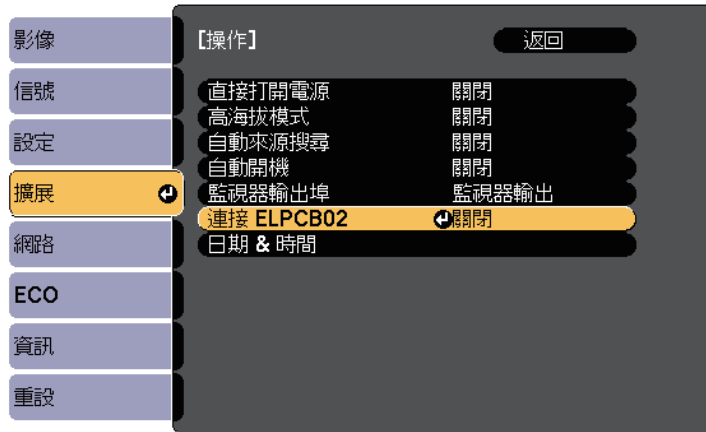 影像
信號
設定
擴展
網路
ECO
資訊
重設
[操作] 返回
直接打開電源 關閉
高海拔模式 關閉
自動來源搜尋 關閉
自動開機 關閉
監視器輸出埠 監視器輸出
連接 ELPCB02 關閉
日期 & 時間